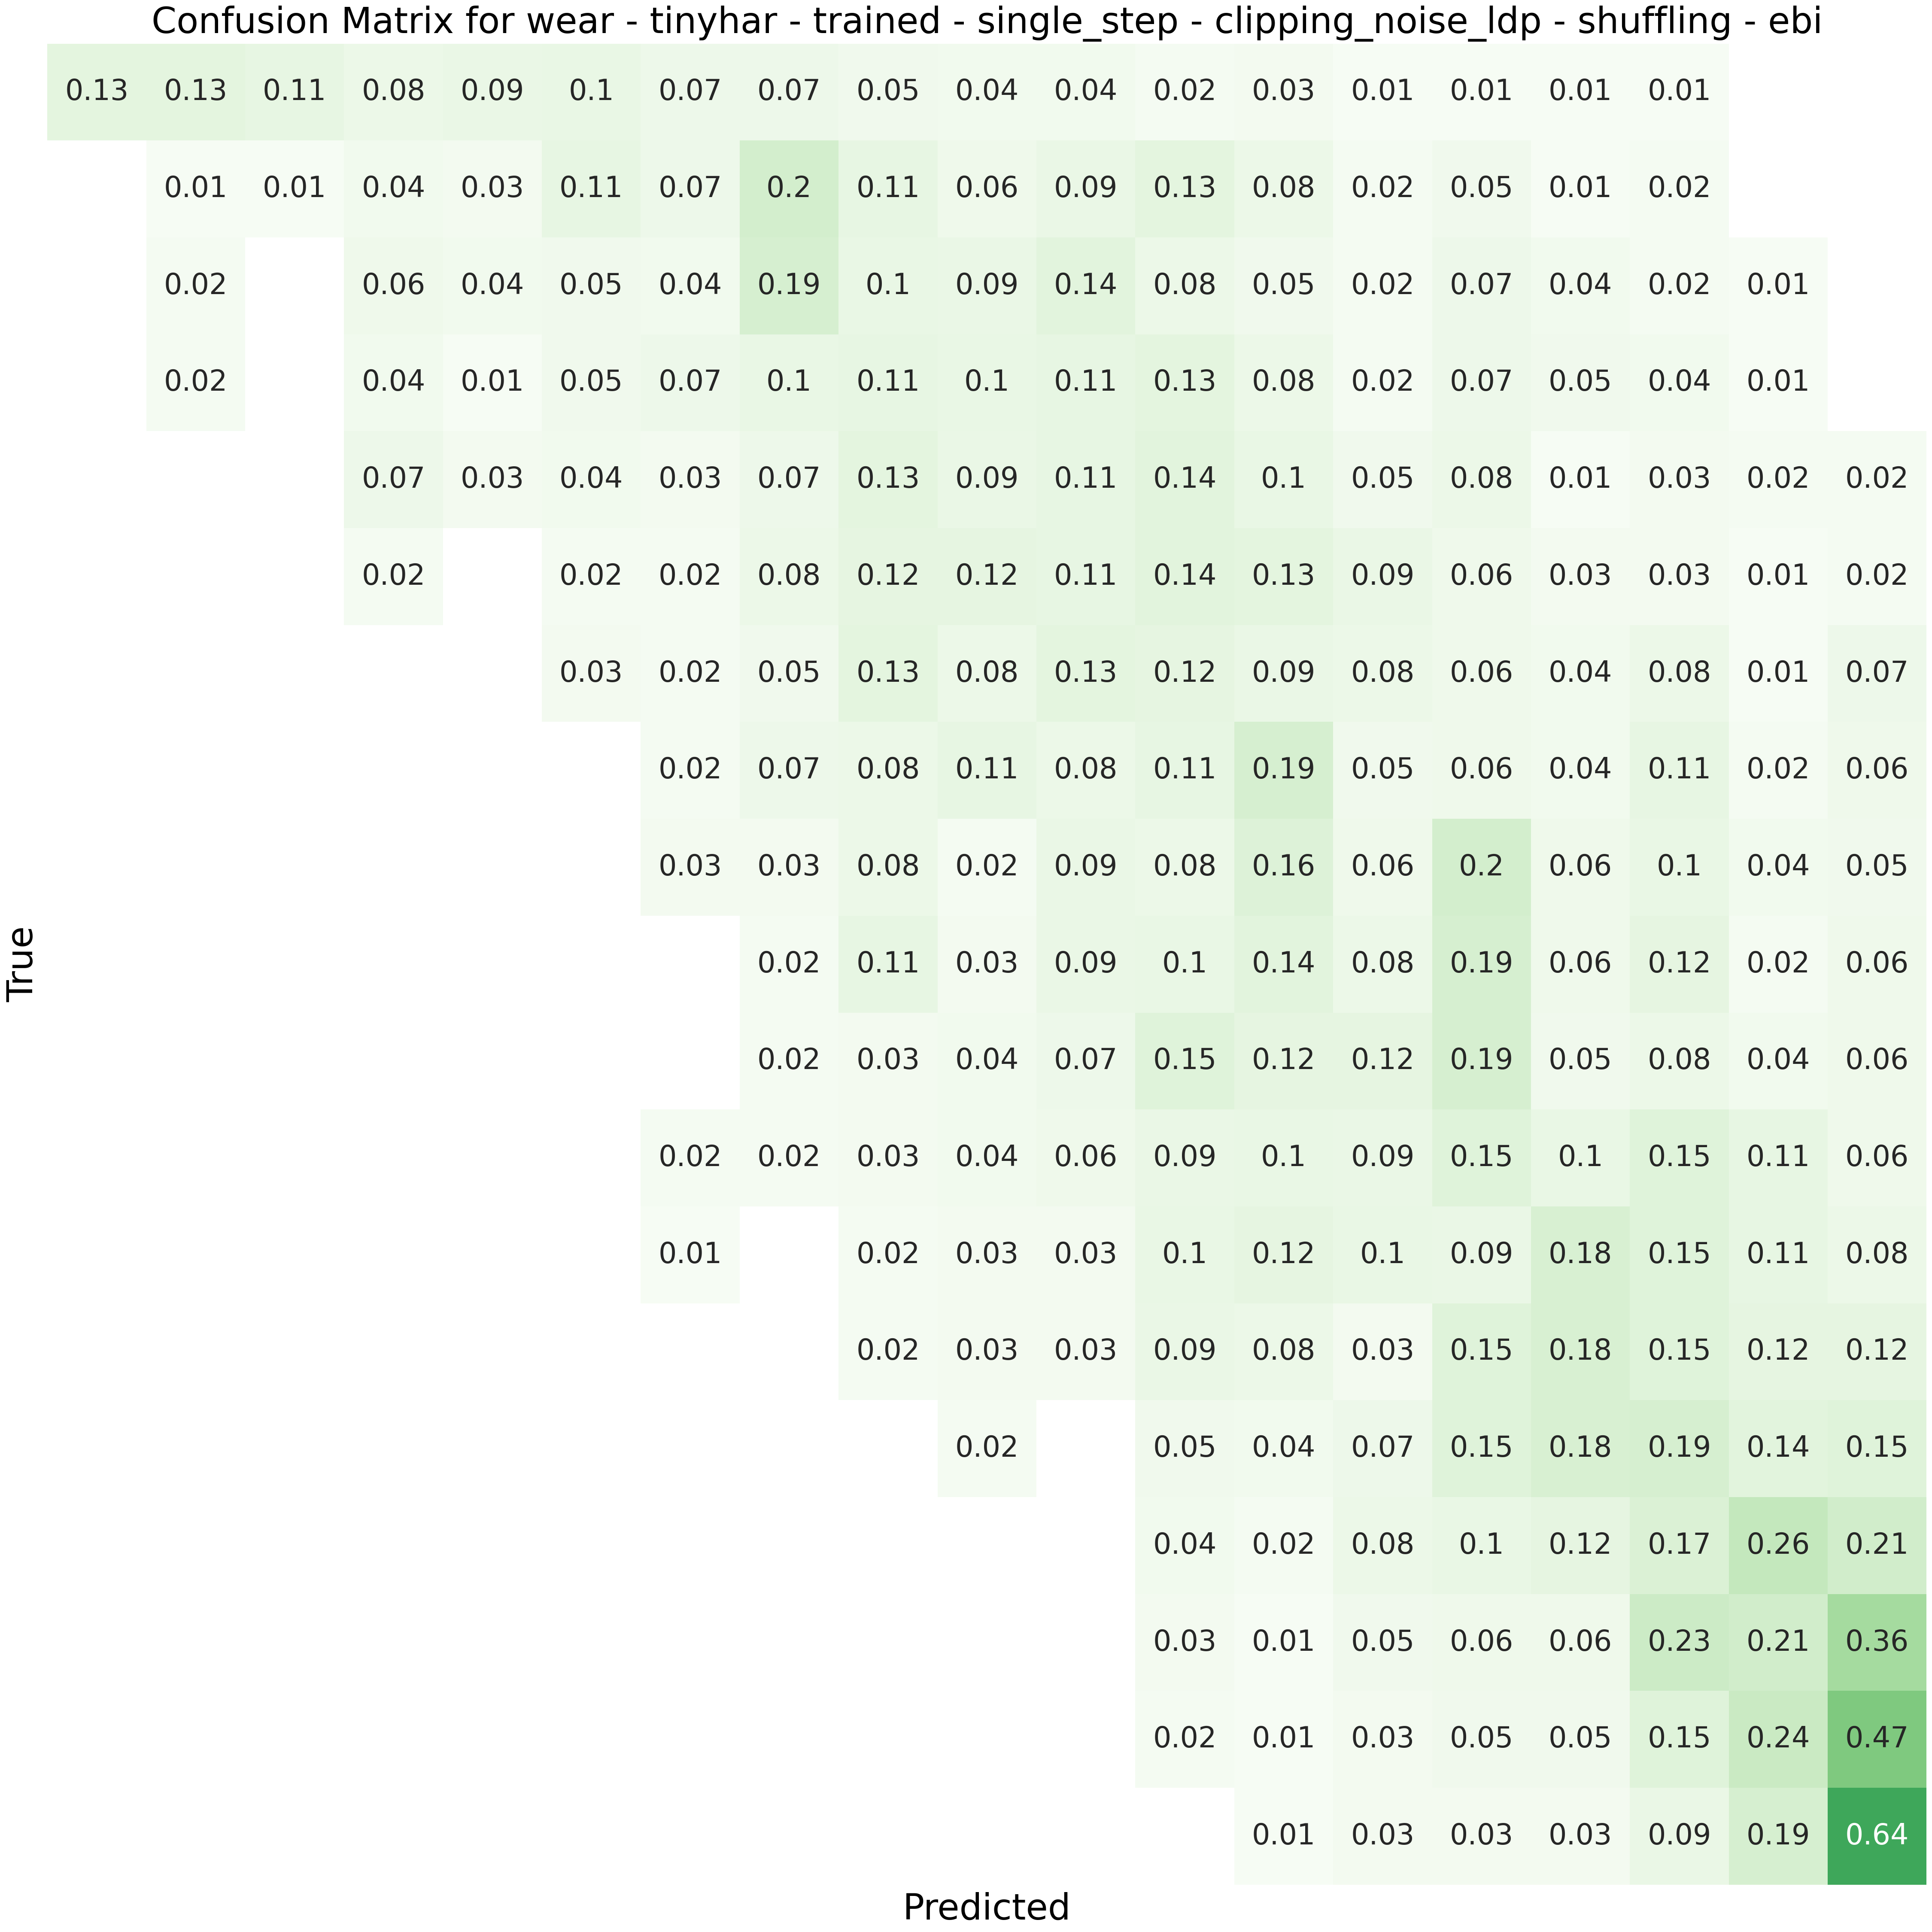 Confusion Matrix for wear - tinyhar - trained - single_step - clipping_noise_ldp - shuffling - ebi
0.13 0.13 0.11 0.08 0.09 0.1 0.07 0.07 0.05 0.04 0.04 0.02 0.03 0.01 0.01 0.01 0.01
0.01 0.01 0.04 0.03 0.11 0.07 0.2 0.11 0.06 0.09 0.13 0.08 0.02 0.05 0.01 0.02
0.02 0.06 0.04 0.05 0.04 0.19 0.1 0.09 0.14 0.08 0.05 0.02 0.07 0.04 0.02 0.01
0.02 0.04 0.01 0.05 0.07 0.1 0.11 0.1 0.11 0.13 0.08 0.02 0.07 0.05 0.04 0.01
0.07 0.03 0.04 0.03 0.07 0.13 0.09 0.11 0.14 0.1 0.05 0.08 0.01 0.03 0.02 0.02
0.02 0.02 0.02 0.08 0.12 0.12 0.11 0.14 0.13 0.09 0.06 0.03 0.03 0.01 0.02
0.03 0.02 0.05 0.13 0.08 0.13 0.12 0.09 0.08 0.06 0.04 0.08 0.01 0.07
0.02 0.07 0.08 0.11 0.08 0.11 0.19 0.05 0.06 0.04 0.11 0.02 0.06
0.03 0.03 0.08 0.02 0.09 0.08 0.16 0.06 0.2 0.06 0.1 0.04 0.05
0.02 0.11 0.03 0.09 0.1 0.14 0.08 0.19 0.06 0.12 0.02 0.06
0.02 0.03 0.04 0.07 0.15 0.12 0.12 0.19 0.05 0.08 0.04 0.06
0.02 0.02 0.03 0.04 0.06 0.09 0.1 0.09 0.15 0.1 0.15 0.11 0.06
0.01 0.02 0.03 0.03 0.1 0.12 0.1 0.09 0.18 0.15 0.11 0.08
0.02 0.03 0.03 0.09 0.08 0.03 0.15 0.18 0.15 0.12 0.12
0.02 0.05 0.04 0.07 0.15 0.18 0.19 0.14 0.15
0.04 0.02 0.08 0.1 0.12 0.17 0.26 0.21
0.03 0.01 0.05 0.06 0.06 0.23 0.21 0.36
0.02 0.01 0.03 0.05 0.05 0.15 0.24 0.47
0.01 0.03 0.03 0.03 0.09 0.19 0.64
True
Predicted